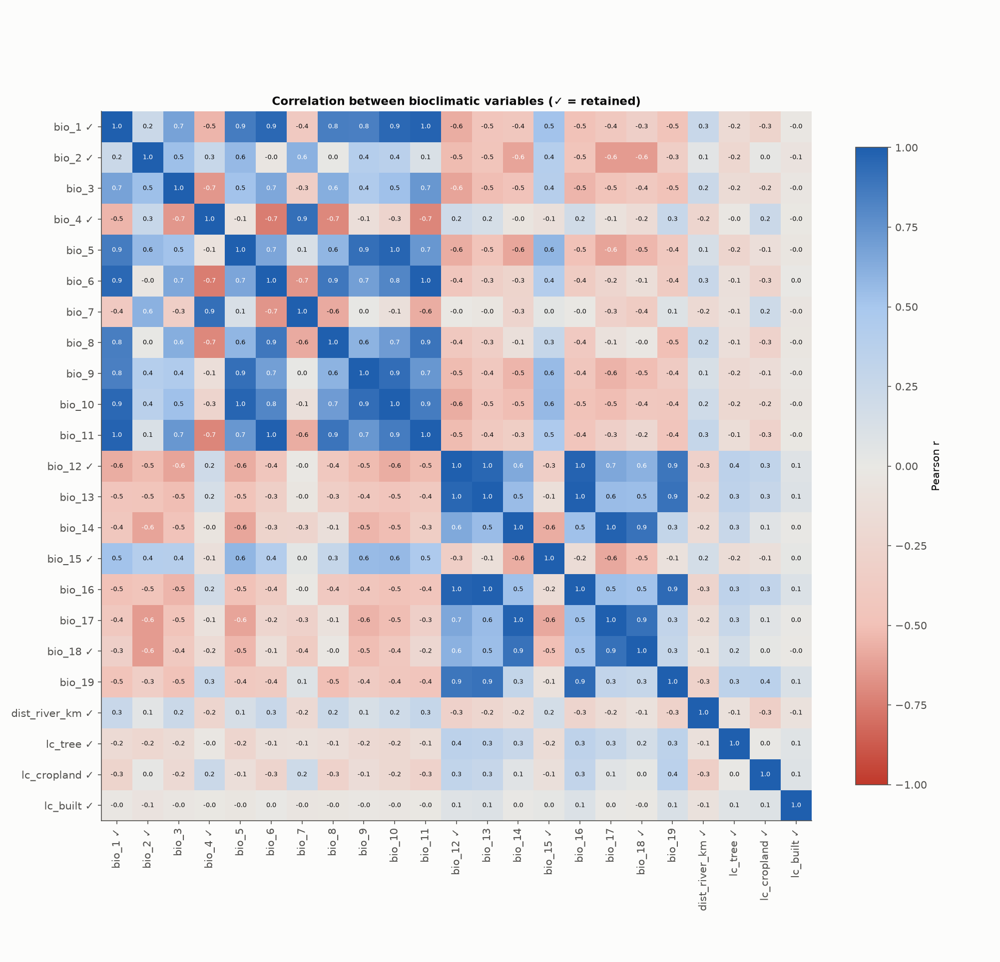 Correlation between bioclimatic variables (✓ = retained)
bio_1 ✓ 1.0 0.2 0.7 -0.5 0.9 0.9 -0.4 0.8 0.8 0.9 1.0 -0.6 -0.5 -0.4 0.5 -0.5 -0.4 -0.3 -0.5 0.3 -0.2 -0.3 -0.0
bio_2 ✓ 0.2 1.0 0.5 0.3 0.6 -0.0 0.6 0.0 0.4 0.4 0.1 -0.5 -0.5 -0.6 0.4 -0.5 -0.6 -0.6 -0.3 0.1 -0.2 0.0 -0.1
bio_3 0.7 0.5 1.0 -0.7 0.5 0.7 -0.3 0.6 0.4 0.5 0.7 -0.6 -0.5 -0.5 0.4 -0.5 -0.5 -0.4 -0.5 0.2 -0.2 -0.2 -0.0
bio_4 ✓ -0.5 0.3 -0.7 1.0 -0.1 -0.7 0.9 -0.7 -0.1 -0.3 -0.7 0.2 0.2 -0.0 -0.1 0.2 -0.1 -0.2 0.3 -0.2 -0.0 0.2 -0.0
bio_5 0.9 0.6 0.5 -0.1 1.0 0.7 0.1 0.6 0.9 1.0 0.7 -0.6 -0.5 -0.6 0.6 -0.5 -0.6 -0.5 -0.4 0.1 -0.2 -0.1 -0.0
bio_6 0.9 -0.0 0.7 -0.7 0.7 1.0 -0.7 0.9 0.7 0.8 1.0 -0.4 -0.3 -0.3 0.4 -0.4 -0.2 -0.1 -0.4 0.3 -0.1 -0.3 0.0
bio_7 -0.4 0.6 -0.3 0.9 0.1 -0.7 1.0 -0.6 0.0 -0.1 -0.6 -0.0 -0.0 -0.3 0.0 -0.0 -0.3 -0.4 0.1 -0.2 -0.1 0.2 -0.0
bio_8 0.8 0.0 0.6 -0.7 0.6 0.9 -0.6 1.0 0.6 0.7 0.9 -0.4 -0.3 -0.1 0.3 -0.4 -0.1 -0.0 -0.5 0.2 -0.1 -0.3 -0.0
bio_9 0.8 0.4 0.4 -0.1 0.9 0.7 0.0 0.6 1.0 0.9 0.7 -0.5 -0.4 -0.5 0.6 -0.4 -0.6 -0.5 -0.4 0.1 -0.2 -0.1 -0.0
bio_10 0.9 0.4 0.5 -0.3 1.0 0.8 -0.1 0.7 0.9 1.0 0.9 -0.6 -0.5 -0.5 0.6 -0.5 -0.5 -0.4 -0.4 0.2 -0.2 -0.2 -0.0
bio_11 1.0 0.1 0.7 -0.7 0.7 1.0 -0.6 0.9 0.7 0.9 1.0 -0.5 -0.4 -0.3 0.5 -0.4 -0.3 -0.2 -0.4 0.3 -0.1 -0.3 -0.0
bio_12 ✓ -0.6 -0.5 -0.6 0.2 -0.6 -0.4 -0.0 -0.4 -0.5 -0.6 -0.5 1.0 1.0 0.6 -0.3 1.0 0.7 0.6 0.9 -0.3 0.4 0.3 0.1
bio_13 -0.5 -0.5 -0.5 0.2 -0.5 -0.3 -0.0 -0.3 -0.4 -0.5 -0.4 1.0 1.0 0.5 -0.1 1.0 0.6 0.5 0.9 -0.2 0.3 0.3 0.1
bio_14 -0.4 -0.6 -0.5 -0.0 -0.6 -0.3 -0.3 -0.1 -0.5 -0.5 -0.3 0.6 0.5 1.0 -0.6 0.5 1.0 0.9 0.3 -0.2 0.3 0.1 0.0
bio_15 ✓ 0.5 0.4 0.4 -0.1 0.6 0.4 0.0 0.3 0.6 0.6 0.5 -0.3 -0.1 -0.6 1.0 -0.2 -0.6 -0.5 -0.1 0.2 -0.2 -0.1 0.0
bio_16 -0.5 -0.5 -0.5 0.2 -0.5 -0.4 -0.0 -0.4 -0.4 -0.5 -0.4 1.0 1.0 0.5 -0.2 1.0 0.5 0.5 0.9 -0.3 0.3 0.3 0.1
bio_17 -0.4 -0.6 -0.5 -0.1 -0.6 -0.2 -0.3 -0.1 -0.6 -0.5 -0.3 0.7 0.6 1.0 -0.6 0.5 1.0 0.9 0.3 -0.2 0.3 0.1 0.0
bio_18 ✓ -0.3 -0.6 -0.4 -0.2 -0.5 -0.1 -0.4 -0.0 -0.5 -0.4 -0.2 0.6 0.5 0.9 -0.5 0.5 0.9 1.0 0.3 -0.1 0.2 0.0 -0.0
bio_19 -0.5 -0.3 -0.5 0.3 -0.4 -0.4 0.1 -0.5 -0.4 -0.4 -0.4 0.9 0.9 0.3 -0.1 0.9 0.3 0.3 1.0 -0.3 0.3 0.4 0.1
dist_river_km ✓ 0.3 0.1 0.2 -0.2 0.1 0.3 -0.2 0.2 0.1 0.2 0.3 -0.3 -0.2 -0.2 0.2 -0.3 -0.2 -0.1 -0.3 1.0 -0.1 -0.3 -0.1
lc_tree ✓ -0.2 -0.2 -0.2 -0.0 -0.2 -0.1 -0.1 -0.1 -0.2 -0.2 -0.1 0.4 0.3 0.3 -0.2 0.3 0.3 0.2 0.3 -0.1 1.0 0.0 0.1
lc_cropland ✓ -0.3 0.0 -0.2 0.2 -0.1 -0.3 0.2 -0.3 -0.1 -0.2 -0.3 0.3 0.3 0.1 -0.1 0.3 0.1 0.0 0.4 -0.3 0.0 1.0 0.1
lc_built ✓ -0.0 -0.1 -0.0 -0.0 -0.0 0.0 -0.0 -0.0 -0.0 -0.0 -0.0 0.1 0.1 0.0 0.0 0.1 0.0 -0.0 0.1 -0.1 0.1 0.1 1.0
bio_1 ✓ bio_2 ✓ bio_3 bio_4 ✓ bio_5 bio_6 bio_7 bio_8 bio_9 bio_10 bio_11 bio_12 ✓ bio_13 bio_14 bio_15 ✓ bio_16 bio_17 bio_18 ✓ bio_19 dist_river_km ✓ lc_tree ✓ lc_cropland ✓ lc_built ✓
1.00
0.75
0.50
0.25
0.00
−0.25
−0.50
−0.75
−1.00
Pearson r